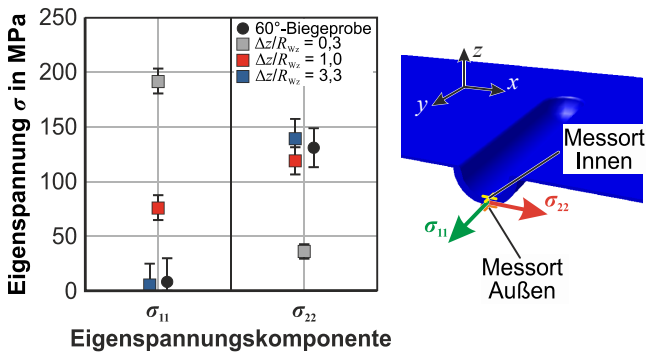 Eigenspannung σ in MPa
250
200
150
100
50
0
60°-Biegeprobe
Δz/R_Wz = 0,3
Δz/R_Wz = 1,0
Δz/R_Wz = 3,3
σ₁₁
σ₂₂
Eigenspannungskomponente
z
y
x
Messort
Innen
σ₂₂
σ₁₁
Messort
Außen